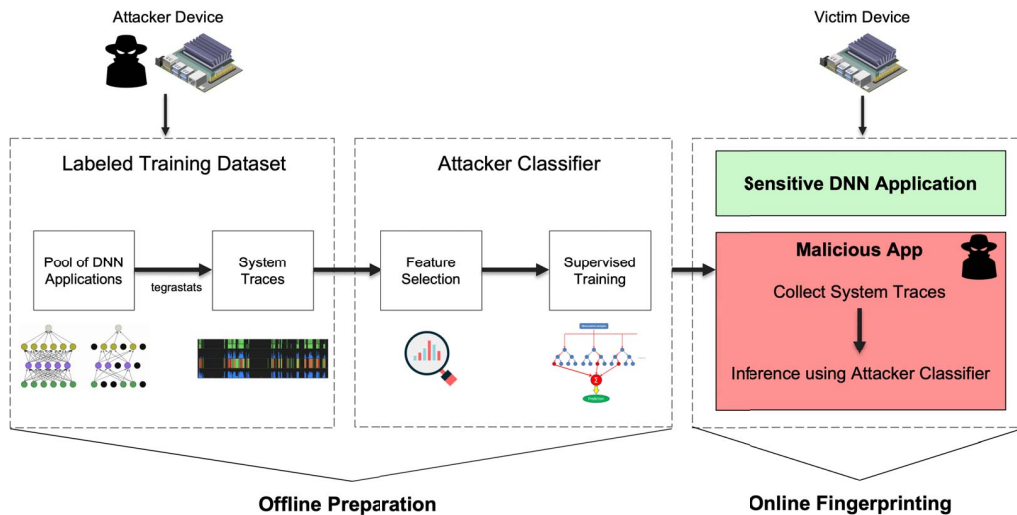 Attacker Device
Victim Device
Labeled Training Dataset
Attacker Classifier
Sensitive DNN Application
Pool of DNN
Applications
tegrastats
System
Traces
Feature
Selection
Supervised
Training
Malicious App
Collect System Traces
Inference using Attacker Classifier
Σ
Offline Preparation
Online Fingerprinting